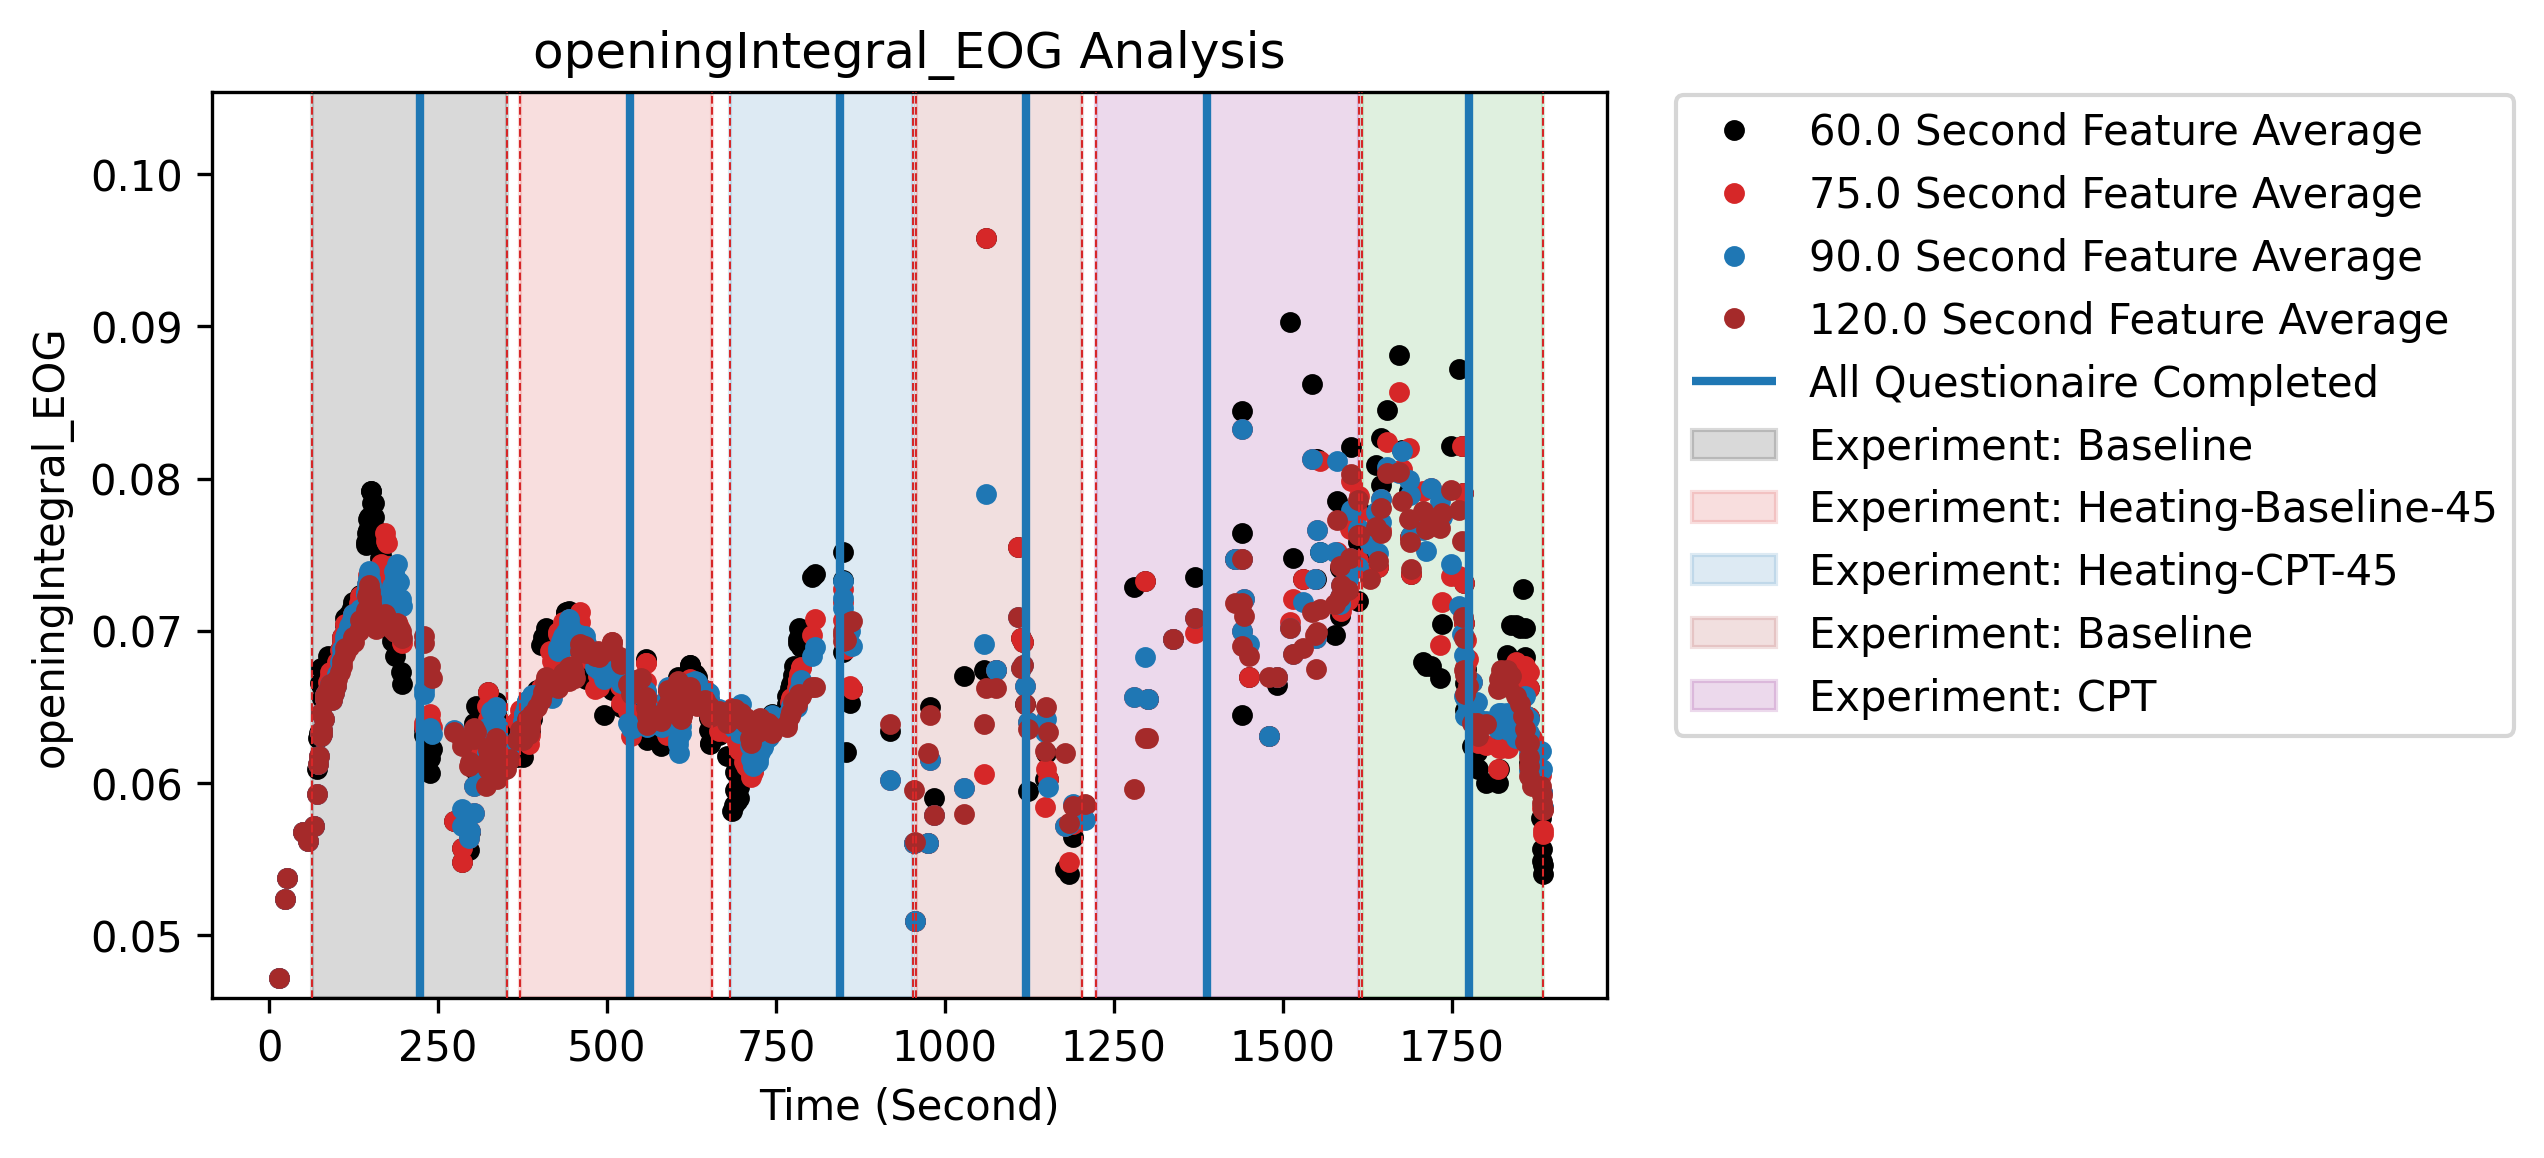 openingIntegral_EOG Analysis
openingIntegral_EOG
0.10
0.09
0.08
0.07
0.06
0.05
0 250 500 750 1000 1250 1500 1750
Time (Second)
60.0 Second Feature Average
75.0 Second Feature Average
90.0 Second Feature Average
120.0 Second Feature Average
All Questionaire Completed
Experiment: Baseline
Experiment: Heating-Baseline-45
Experiment: Heating-CPT-45
Experiment: Baseline
Experiment: CPT